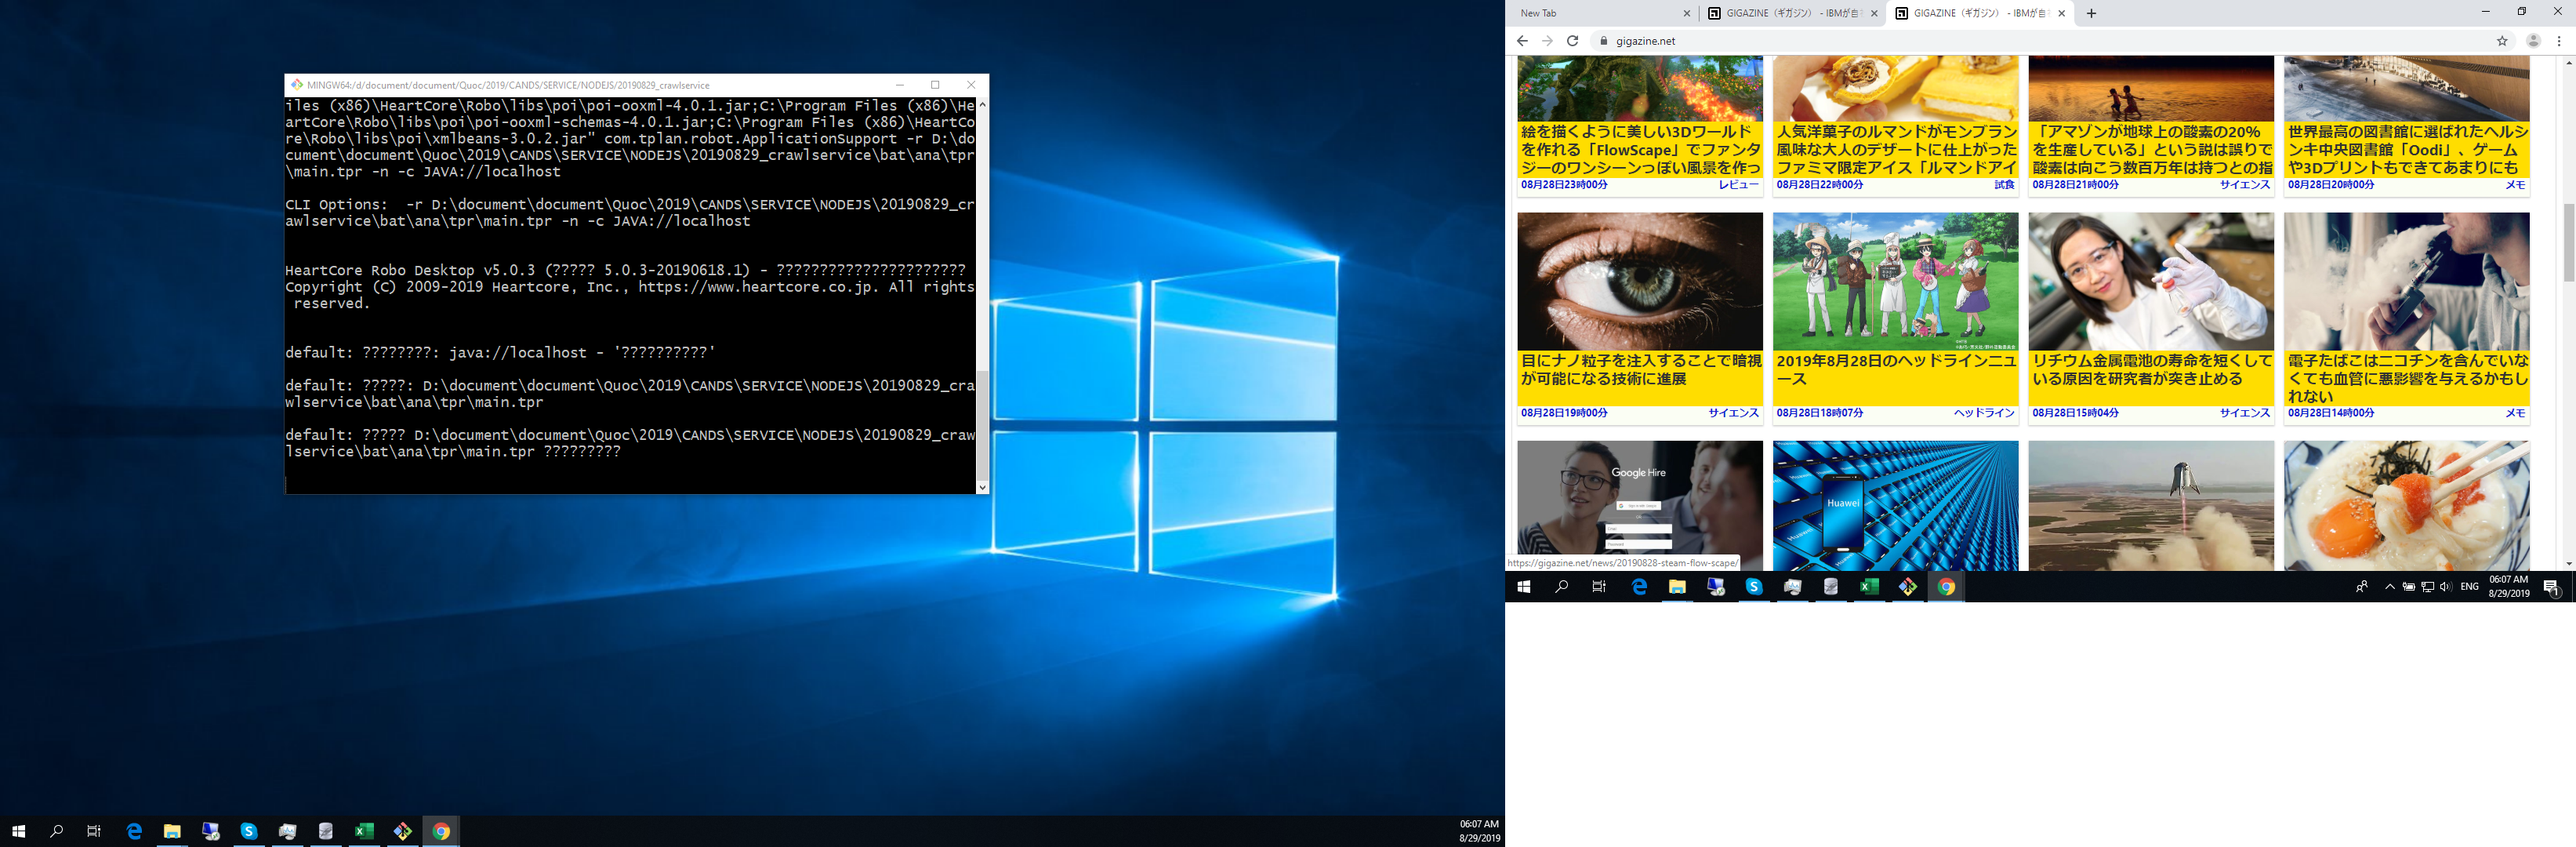 MINGW64:/d/document/document/Quoc/2019/CANDS/SERVICE/NODEJS/20190829_crawlservice
iles (x86)\HeartCore\Robo\libs\poi\poi-ooxml-4.0.1.jar;C:\Program Files (x86)\He
artCore\Robo\libs\poi\poi-ooxml-schemas-4.0.1.jar;C:\Program Files (x86)\HeartCo
re\Robo\libs\poi\xmlbeans-3.0.2.jar" com.tplan.robot.ApplicationSupport -r D:\do
cument\document\Quoc\2019\CANDS\SERVICE\NODEJS\20190829_crawlservice\bat\ana\tpr
\main.tpr -n -c JAVA://localhost
CLI Options:  -r D:\document\document\Quoc\2019\CANDS\SERVICE\NODEJS\20190829_cr
awlservice\bat\ana\tpr\main.tpr -n -c JAVA://localhost
HeartCore Robo Desktop v5.0.3 (????? 5.0.3-20190618.1) - ??????????????????????
Copyright (C) 2009-2019 Heartcore, Inc., https://www.heartcore.co.jp. All rights
 reserved.
default: ????????: java://localhost - '??????????'
default: ?????: D:\document\document\Quoc\2019\CANDS\SERVICE\NODEJS\20190829_cra
wlservice\bat\ana\tpr\main.tpr
default: ????? D:\document\document\Quoc\2019\CANDS\SERVICE\NODEJS\20190829_craw
lservice\bat\ana\tpr\main.tpr ?????????
06:07 AM
8/29/2019
New Tab
GIGAZINE（ギガジン） - IBMが自
GIGAZINE（ギガジン） - IBMが自
gigazine.net
絵を描くように美しい3Dワールド
を作れる「FlowScape」でファンタ
ジーのワンシーンっぽい風景を作っ
08月28日23時00分 レビュー
人気洋菓子のルマンドがモンブラン
風味な大人のデザートに仕上がった
ファミマ限定アイス「ルマンドアイ
08月28日22時00分 試食
「アマゾンが地球上の酸素の20%
を生産している」という説は誤りで
酸素は向こう数百万年は持つとの指
08月28日21時00分 サイエンス
世界最高の図書館に選ばれたヘルシ
ンキ中央図書館「Oodi」、ゲーム
や3Dプリントもできてあまりにも
08月28日20時00分 メモ
目にナノ粒子を注入することで暗視
が可能になる技術に進展
08月28日19時00分 サイエンス
2019年8月28日のヘッドラインニュ
ース
08月28日18時07分 ヘッドライン
リチウム金属電池の寿命を短くして
いる原因を研究者が突き止める
08月28日15時04分 サイエンス
電子たばこはニコチンを含んでいな
くても血管に悪影響を与えるかもし
れない
08月28日14時00分 メモ
Google Hire
Huawei
https://gigazine.net/news/20190828-steam-flow-scape/
ENG
06:07 AM
8/29/2019
1